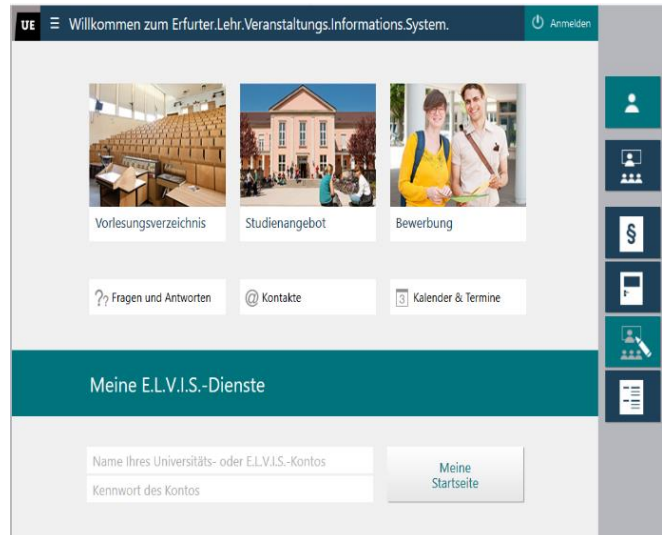 UE
Willkommen zum Erfurter.Lehr.Veranstaltungs.Informations.System.
Anmelden
Vorlesungsverzeichnis
Studienangebot
Bewerbung
?? Fragen und Antworten
@ Kontakte
3 Kalender & Termine
§
Meine E.L.V.I.S.-Dienste
Name Ihres Universitäts- oder E.L.V.I.S.-Kontos
Kennwort des Kontos
Meine
Startseite